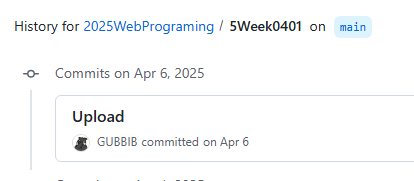 History for 2025WebPrograming / 5Week0401 on main
Commits on Apr 6, 2025
Upload
GUBBIB committed on Apr 6